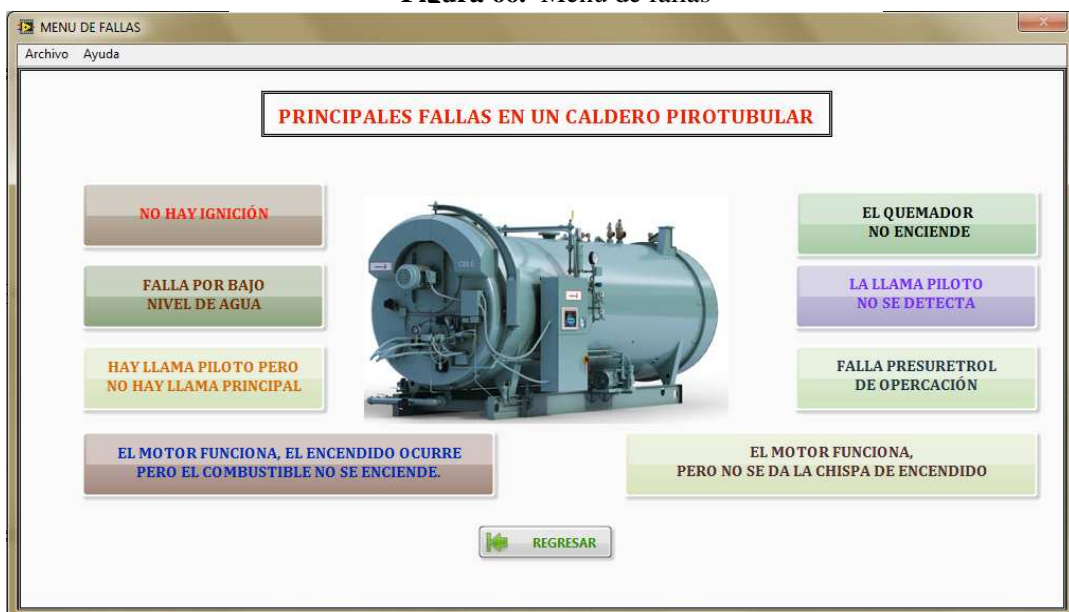 Menú de fallas
MENU DE FALLAS
Archivo Ayuda
PRINCIPALES FALLAS EN UN CALDERO PIROTUBULAR
NO HAY IGNICIÓN
EL QUEMADOR
NO ENCIENDE
FALLA POR BAJO
NIVEL DE AGUA
LA LLAMA PILOTO
NO SE DETECTA
HAY LLAMA PILOTO PERO
NO HAY LLAMA PRINCIPAL
FALLA PRESURETROL
DE OPERCACIÓN
EL MOTOR FUNCIONA, EL ENCENDIDO OCURRE
PERO EL COMBUSTIBLE NO SE ENCIENDE.
EL MOTOR FUNCIONA,
PERO NO SE DA LA CHISPA DE ENCENDIDO
REGRESAR